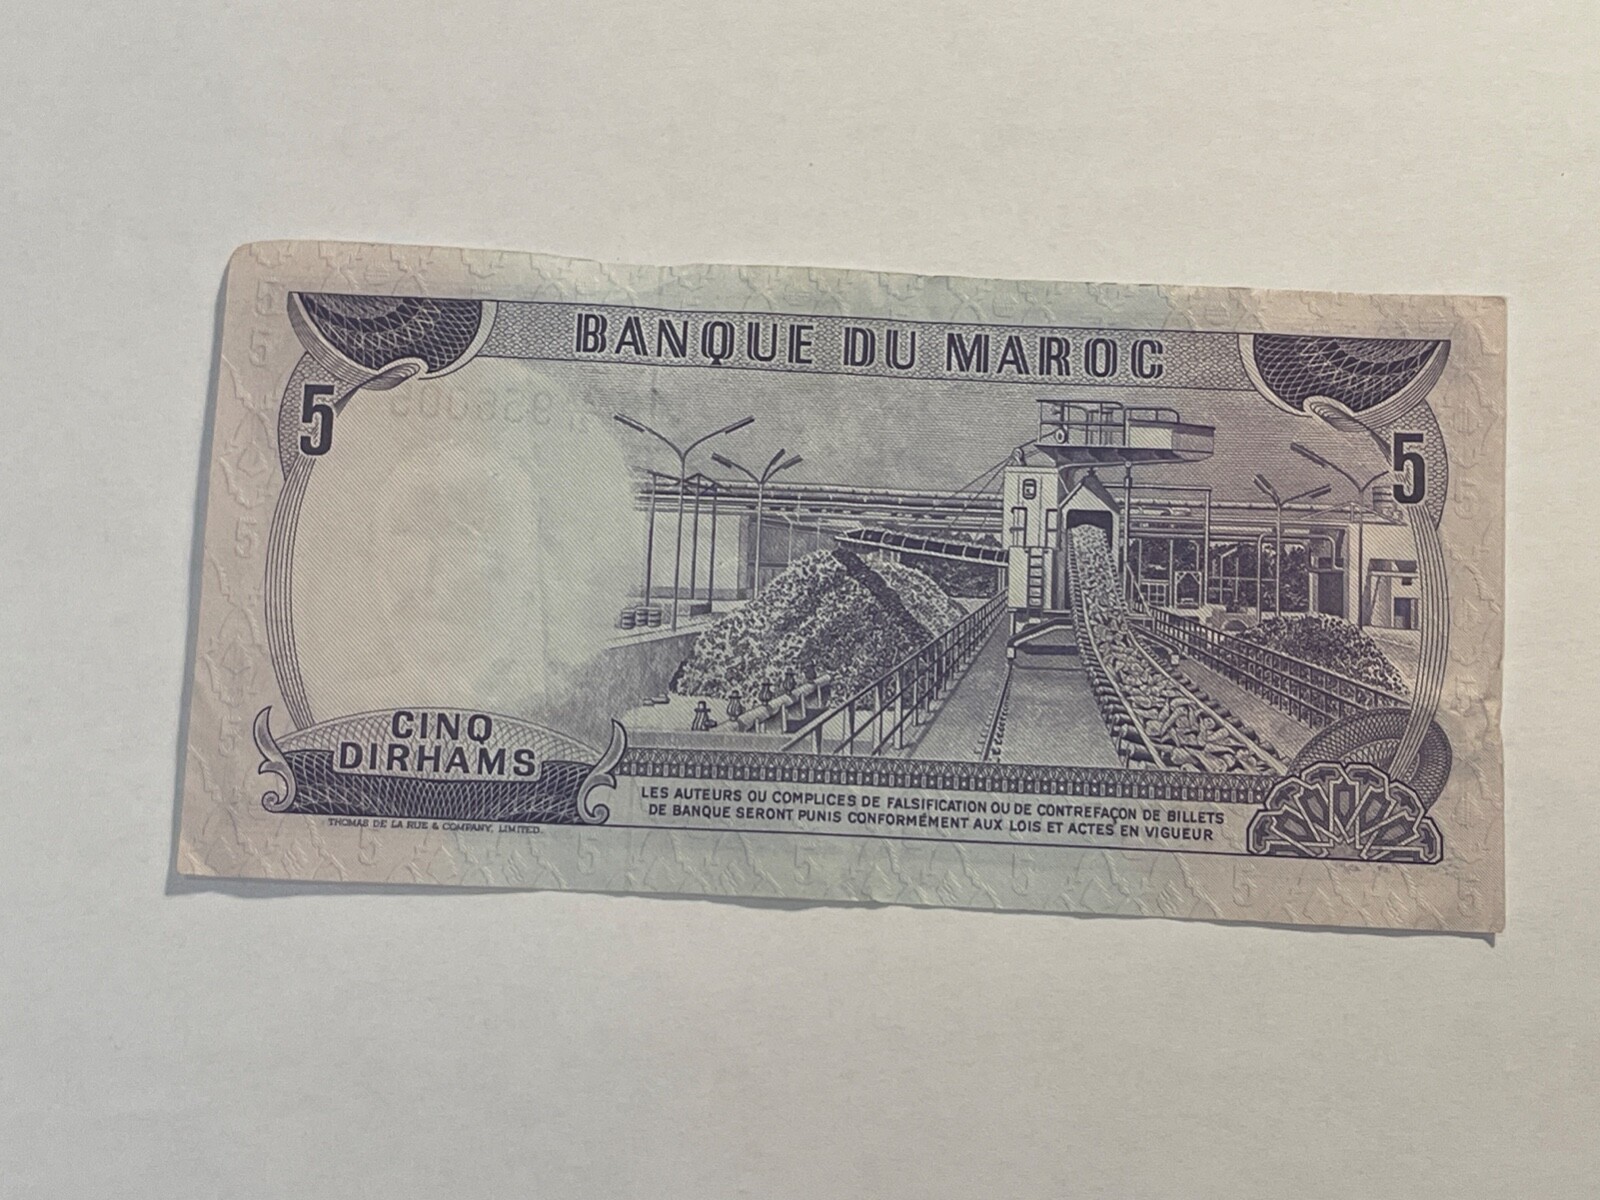 BANQUE DU MAROC
5
5
CINQ
DIRHAMS
LES AUTEURS OU COMPLICES DE FALSIFICATION OU DE CONTREFAÇON DE BILLETS
DE BANQUE SERONT PUNIS CONFORMÉMENT AUX LOIS ET ACTES EN VIGUEUR
THOMAS DE LA RUE & COMPANY, LIMITED.